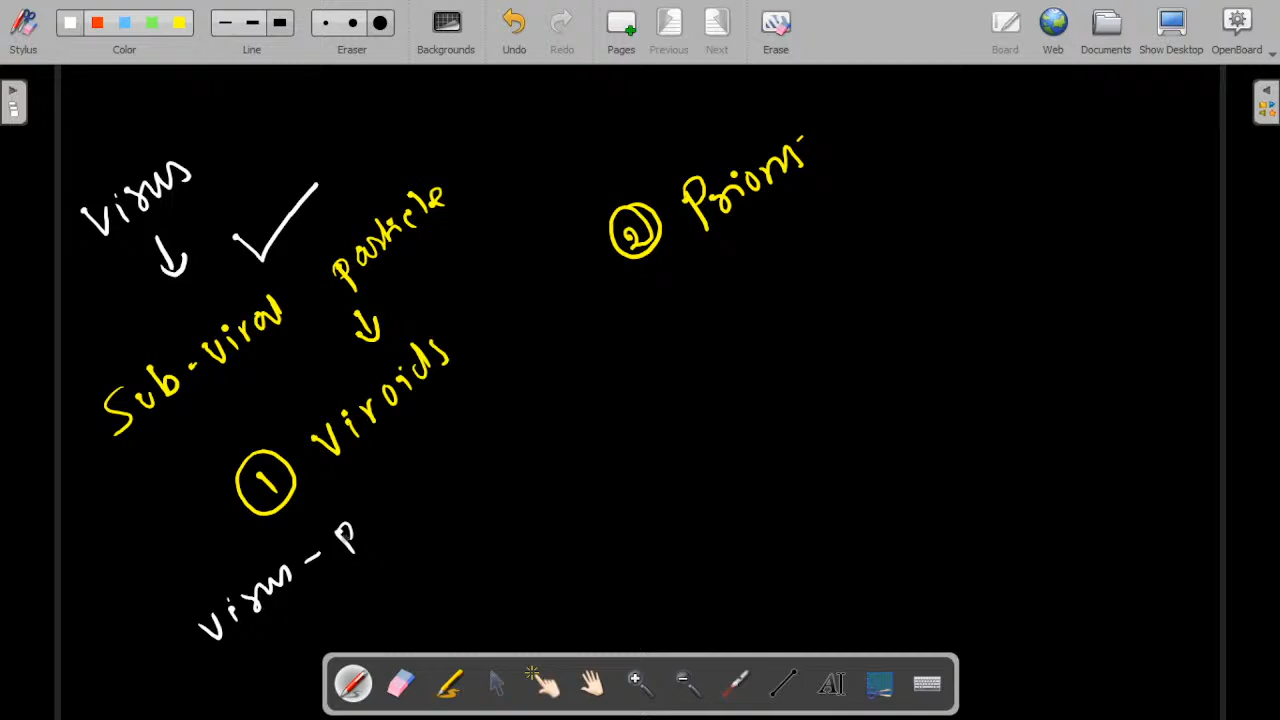 Stylus
Color
Line
Eraser
Backgrounds
Undo
Redo
Pages
Previous
Next
Erase
Board
Web
Documents
Show Desktop
OpenBoard
Virus
Sub-viral particle
① Viroids
virus - P
② Prions